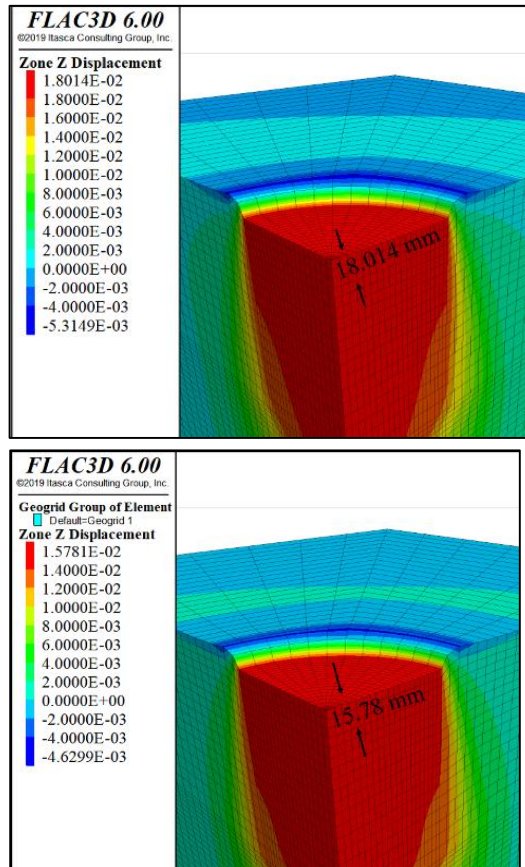 FLAC3D 6.00
©2019 Itasca Consulting Group, Inc.
Zone Z Displacement
1.8014E-02
1.8000E-02
1.6000E-02
1.4000E-02
1.2000E-02
1.0000E-02
8.0000E-03
6.0000E-03
4.0000E-03
2.0000E-03
0.0000E+00
-2.0000E-03
-4.0000E-03
-5.3149E-03
18.014 mm
FLAC3D 6.00
©2019 Itasca Consulting Group, Inc.
Geogrid Group of Element
Default=Geogrid 1
Zone Z Displacement
1.5781E-02
1.4000E-02
1.2000E-02
1.0000E-02
8.0000E-03
6.0000E-03
4.0000E-03
2.0000E-03
0.0000E+00
-2.0000E-03
-4.0000E-03
-4.6299E-03
15.78 mm